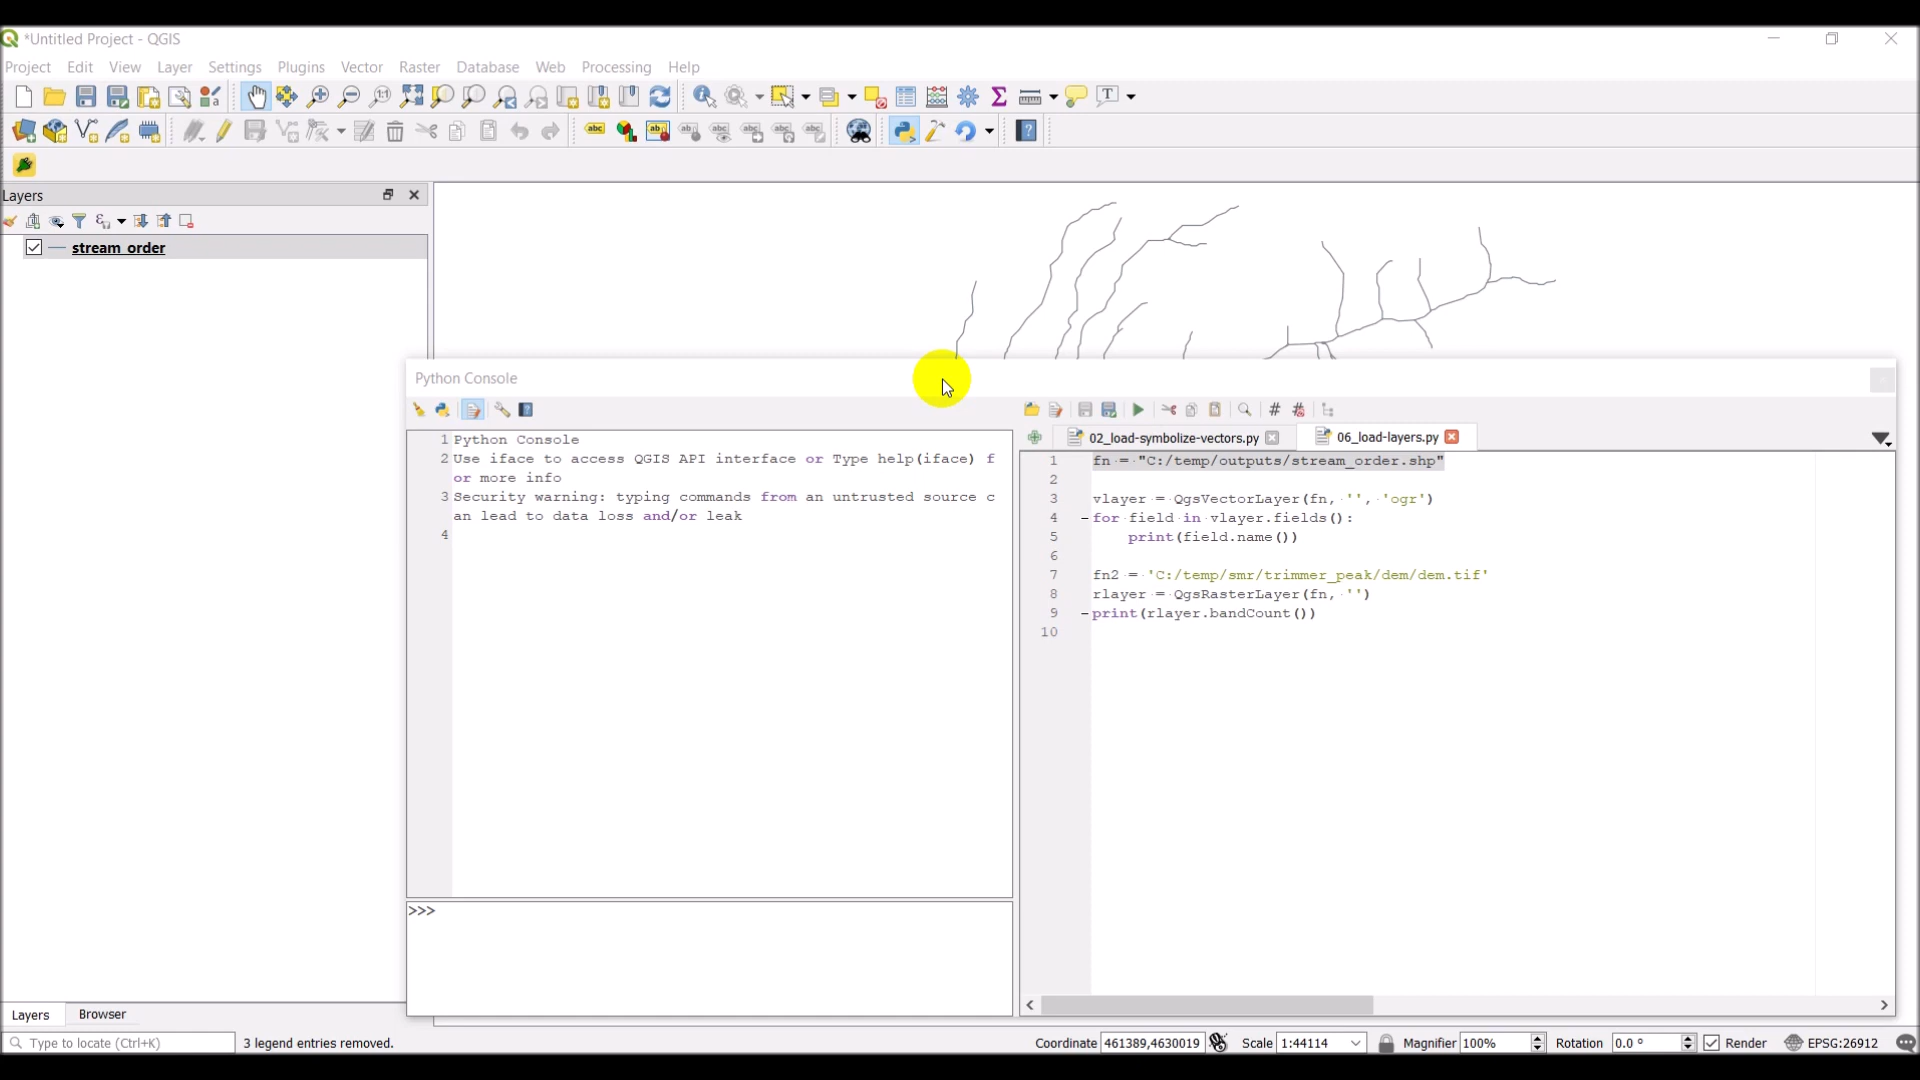 *Untitled Project - QGIS
Project Edit View Layer Settings Plugins Vector Raster Database Web Processing Help
Layers
stream_order
Python Console
1 Python Console
2 Use iface to access QGIS API interface or Type help(iface) f
or more info
3 Security warning: typing commands from an untrusted source c
an lead to data loss and/or leak
4
>>>
02_load-symbolize-vectors.py
06_load-layers.py
1 fn = "C:/temp/outputs/stream_order.shp"
2
3 vlayer = QgsVectorLayer(fn, '', 'ogr')
4 for field in vlayer.fields():
5 print(field.name())
6
7 fn2 = 'C:/temp/smr/trimmer_peak/dem/dem.tif'
8 rlayer = QgsRasterLayer(fn, '')
9 print(rlayer.bandCount())
10
Layers Browser
Type to locate (Ctrl+K) 3 legend entries removed. Coordinate 461389,4630019 Scale 1:44114 Magnifier 100% Rotation 0.0 ° Render EPSG:26912